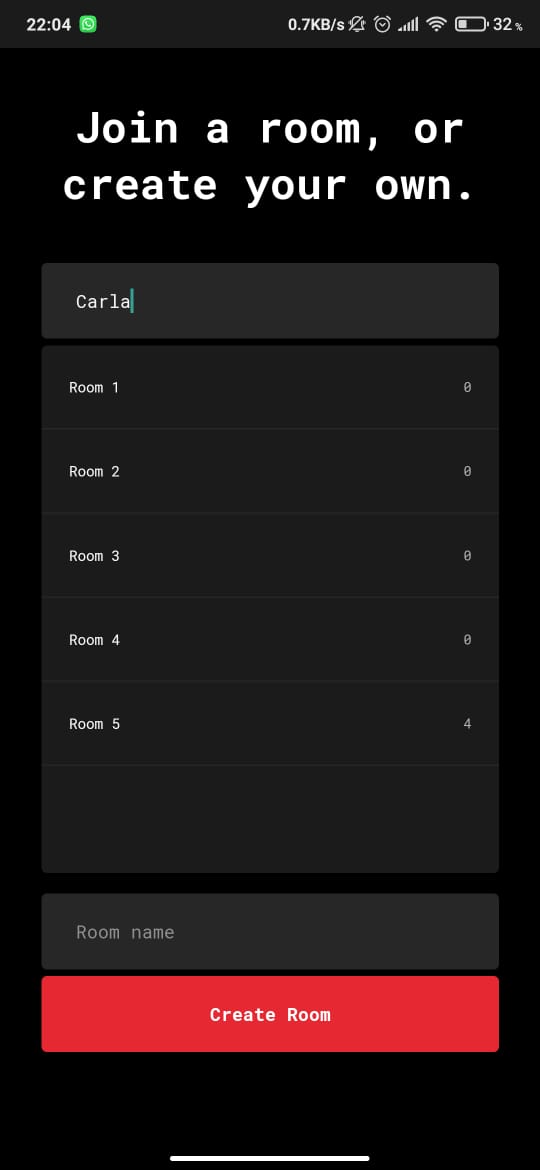 22:04 0.7KB/s 32 %
Join a room, or
create your own.
Carla
Room 1 0
Room 2 0
Room 3 0
Room 4 0
Room 5 4
Room name
Create Room